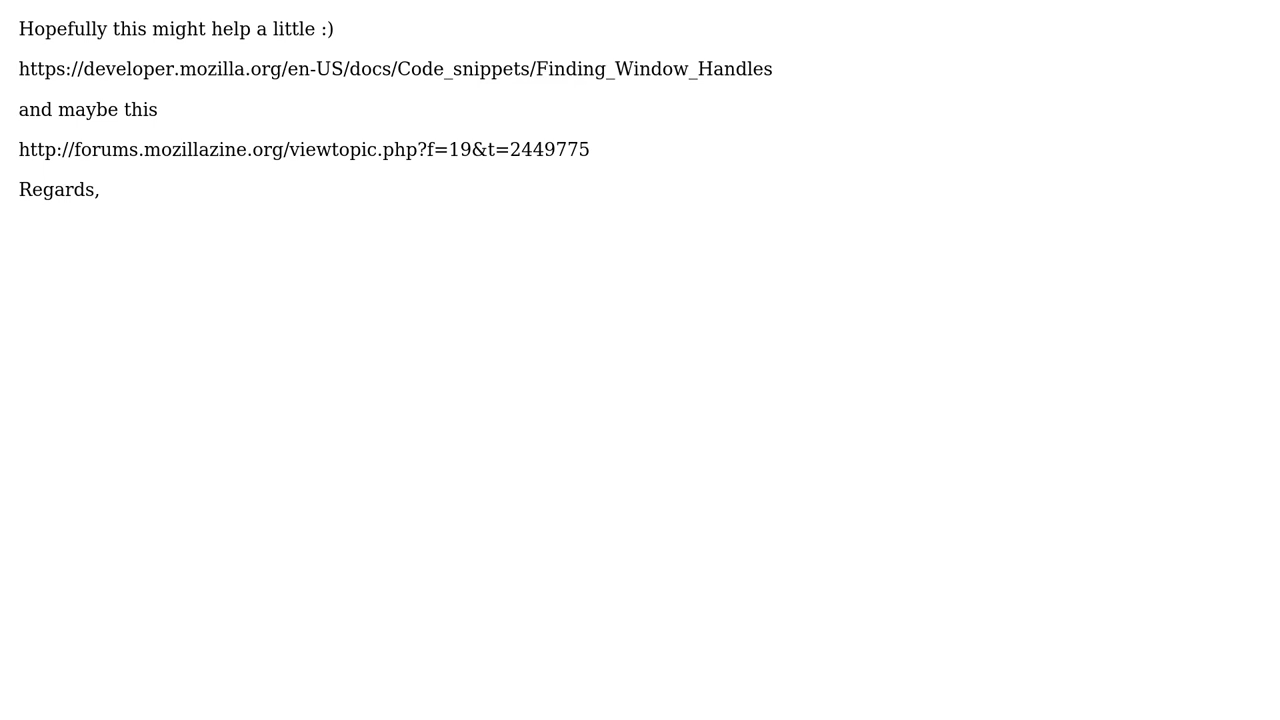 Hopefully this might help a little :)
https://developer.mozilla.org/en-US/docs/Code_snippets/Finding_Window_Handles
and maybe this
http://forums.mozillazine.org/viewtopic.php?f=19&t=2449775
Regards,